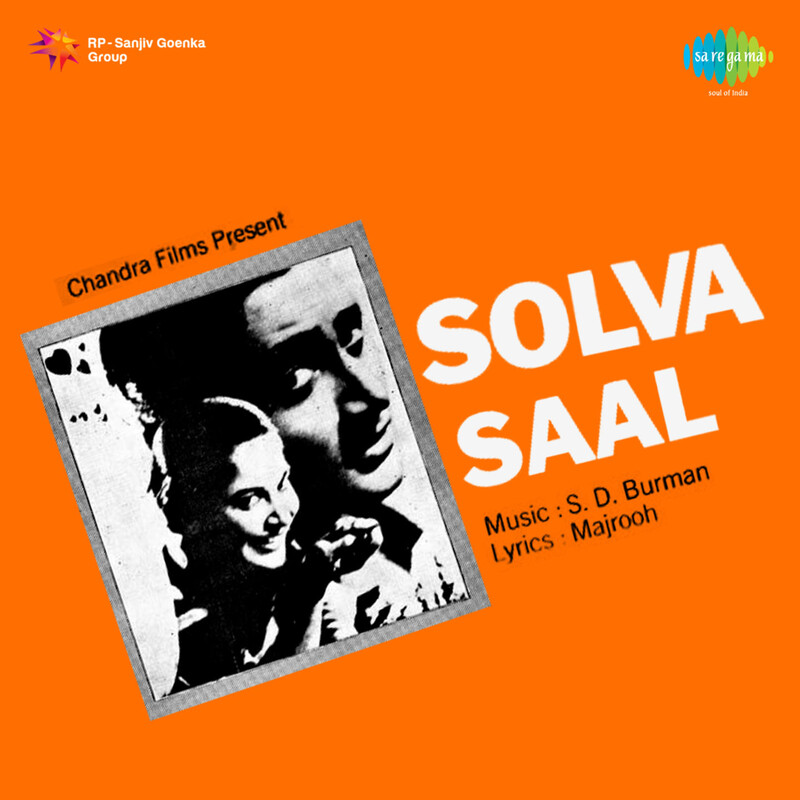 RP-Sanjiv Goenka
Group
sa re ga ma
soul of India
Chandra Films Present
SOLVA
SAAL
Music : S. D. Burman
Lyrics : Majrooh